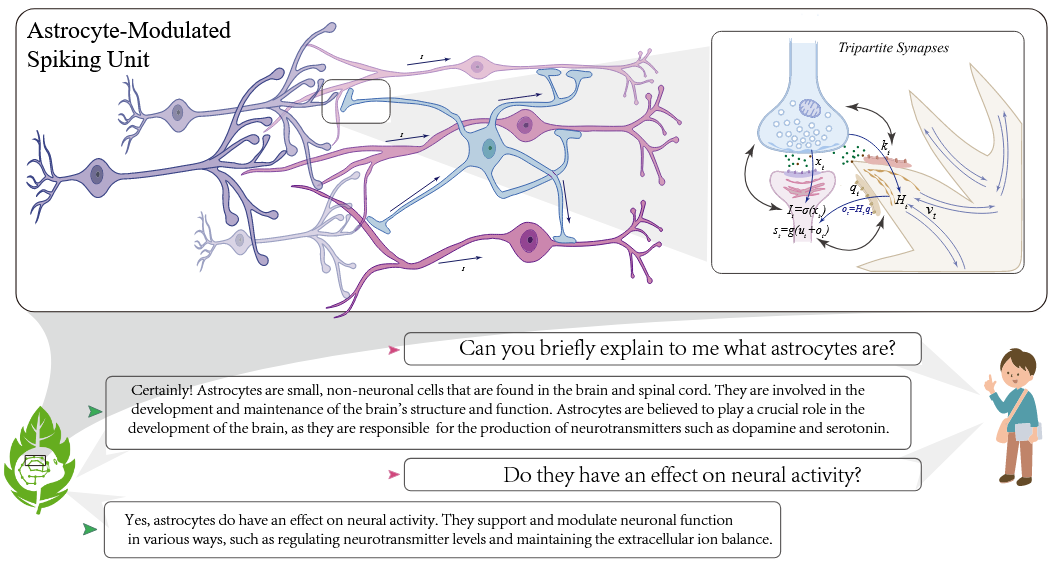 Astrocyte-Modulated
Spiking Unit
Tripartite Synapses
s
s
s
x_t
k_t
q_t
H_t
v_t
I_t=σ(x_t)
o_t=H_t q_t
s_t=g(u_t+o_t)
Can you briefly explain to me what astrocytes are?
Certainly! Astrocytes are small, non-neuronal cells that are found in the brain and spinal cord. They are involved in the
development and maintenance of the brain's structure and function. Astrocytes are believed to play a crucial role in the
development of the brain, as they are responsible for the production of neurotransmitters such as dopamine and serotonin.
Do they have an effect on neural activity?
Yes, astrocytes do have an effect on neural activity. They support and modulate neuronal function
in various ways, such as regulating neurotransmitter levels and maintaining the extracellular ion balance.